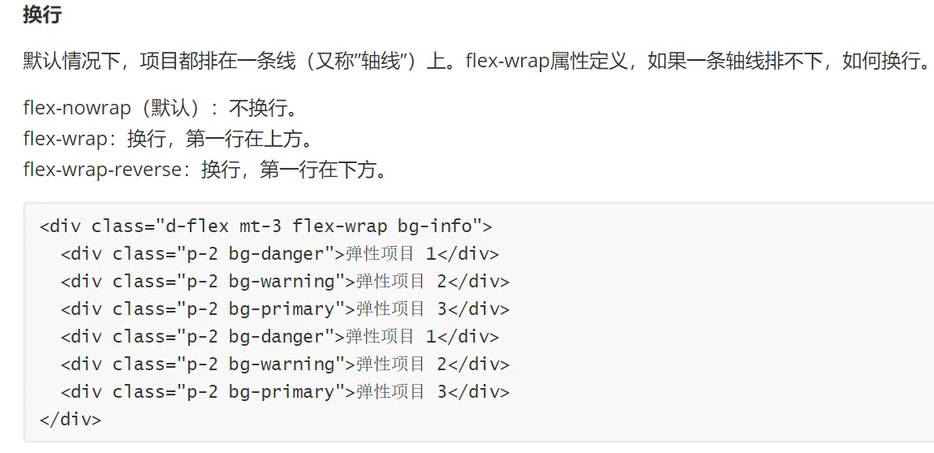 换行
默认情况下，项目都排在一条线（又称”轴线”）上。flex-wrap属性定义，如果一条轴线排不下，如何换行。
flex-nowrap（默认）：不换行。
flex-wrap：换行，第一行在上方。
flex-wrap-reverse：换行，第一行在下方。
<div class="d-flex mt-3 flex-wrap bg-info">
  <div class="p-2 bg-danger">弹性项目 1</div>
  <div class="p-2 bg-warning">弹性项目 2</div>
  <div class="p-2 bg-primary">弹性项目 3</div>
  <div class="p-2 bg-danger">弹性项目 1</div>
  <div class="p-2 bg-warning">弹性项目 2</div>
  <div class="p-2 bg-primary">弹性项目 3</div>
</div>